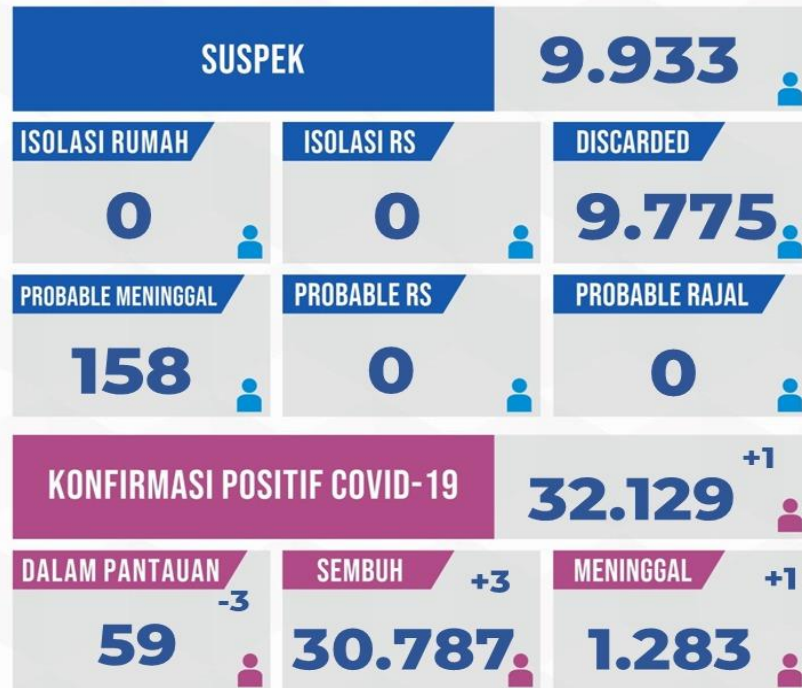 SUSPEK 9.933
ISOLASI RUMAH
0
ISOLASI RS
0
DISCARDED
9.775
PROBABLE MENINGGAL
158
PROBABLE RS
0
PROBABLE RAJAL
0
KONFIRMASI POSITIF COVID-19 32.129 +1
DALAM PANTAUAN
-3
59
SEMBUH
+3
30.787
MENINGGAL
+1
1.283